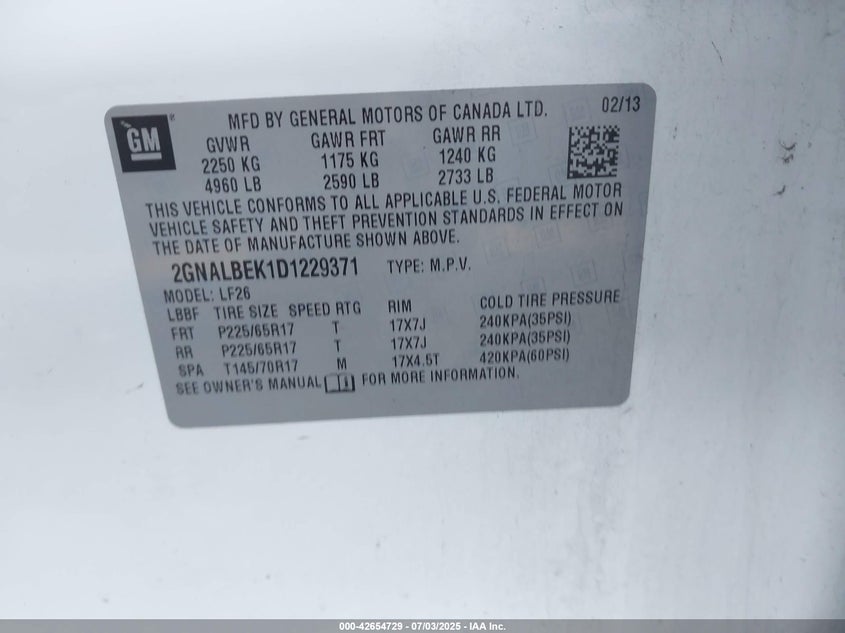 GM ®
MFD BY GENERAL MOTORS OF CANADA LTD. 02/13
GVWR GAWR FRT GAWR RR
2250 KG 1175 KG 1240 KG
4960 LB 2590 LB 2733 LB
THIS VEHICLE CONFORMS TO ALL APPLICABLE U.S. FEDERAL MOTOR
VEHICLE SAFETY AND THEFT PREVENTION STANDARDS IN EFFECT ON
THE DATE OF MANUFACTURE SHOWN ABOVE.
2GNALBEK1D1229371 TYPE: M.P.V.
MODEL: LF26
LBBF TIRE SIZE SPEED RTG RIM COLD TIRE PRESSURE
FRT P225/65R17 T 17X7J 240KPA(35PSI)
RR P225/65R17 T 17X7J 240KPA(35PSI)
SPA T145/70R17 M 17X4.5T 420KPA(60PSI)
SEE OWNER'S MANUAL FOR MORE INFORMATION.
000-42654729 - 07/03/2025 - IAA Inc.